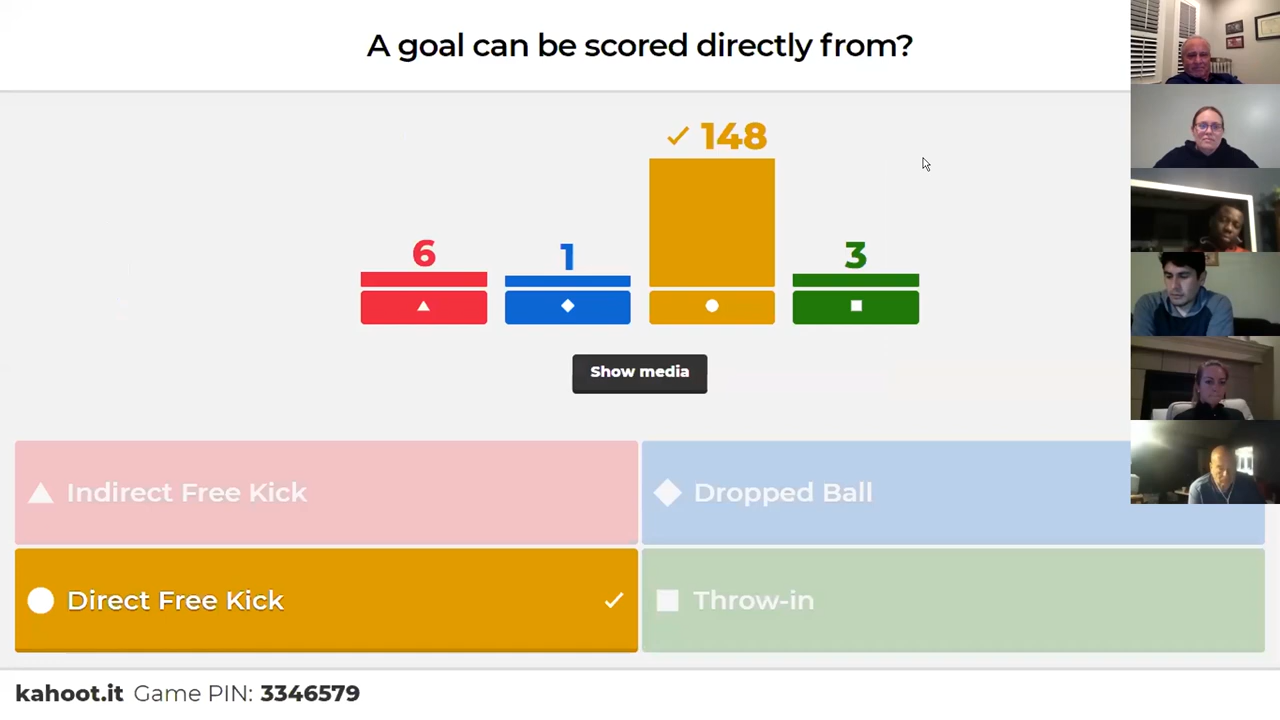 A goal can be scored directly from?
148
6
1
3
Show media
Indirect Free Kick
Dropped Ball
Direct Free Kick
Throw-in
kahoot.it Game PIN: 3346579